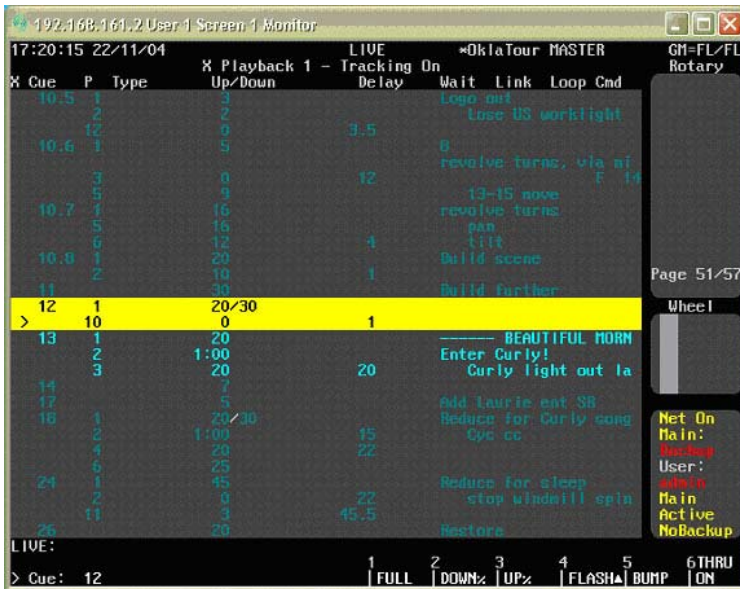 192.168.161.2 User 1 Screen 1 Monitor
17:20:15 22/11/04 LIVE *OklaTour MASTER GM=FL/FL
X Playback 1 - Tracking On Rotary
X Cue P Type Up/Down Delay Wait Link Loop Cmd
10.5 1 3 Logo out
2 2 Lose US worklight
12 0 3.5
10.6 1 5 0
revolve turns, via mi
3 0 12 F 14
5 9 13-15 move
10.7 1 16 revolve turns
5 16 pan
6 12 4 tilt
10.8 1 20 Build scene
2 10 1
Page 51/57
11 30 Build further
12 1 20/30 Wheel
> 10 0 1
13 1 20 ------ BEAUTIFUL MORN
2 1:00 Enter Curly!
3 20 20 Curly light out la
14 7
17 5 Add Laurie ent SB
18 1 20/30 Reduce for Curly song
Net On
2 1:00 15 Cyc cc
Main:
4 20 22
Backup
6 25
User:
24 1 45 Reduce for sleep
admin
2 0 22 stop windmill spin
Main
11 3 45.5
Active
26 20 Restore
NoBackup
LIVE:
1 2 3 4 5 6THRU
> Cue: 12 |FULL |DOWN% |UP% |FLASH▲| BUMP |ON